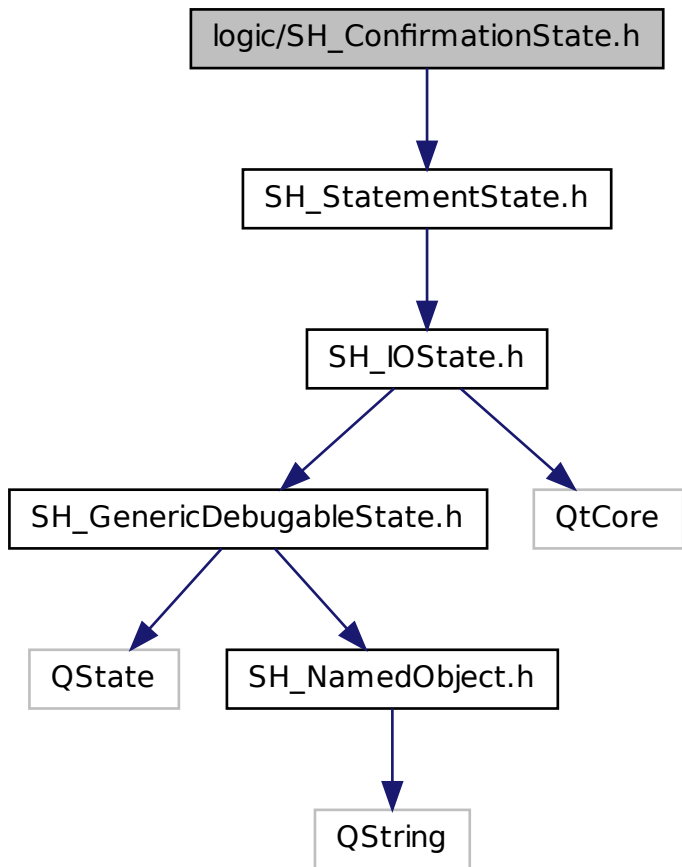 logic/SH_ConfirmationState.h
SH_StatementState.h
SH_IOState.h
SH_GenericDebugableState.h
QtCore
QState
SH_NamedObject.h
QString